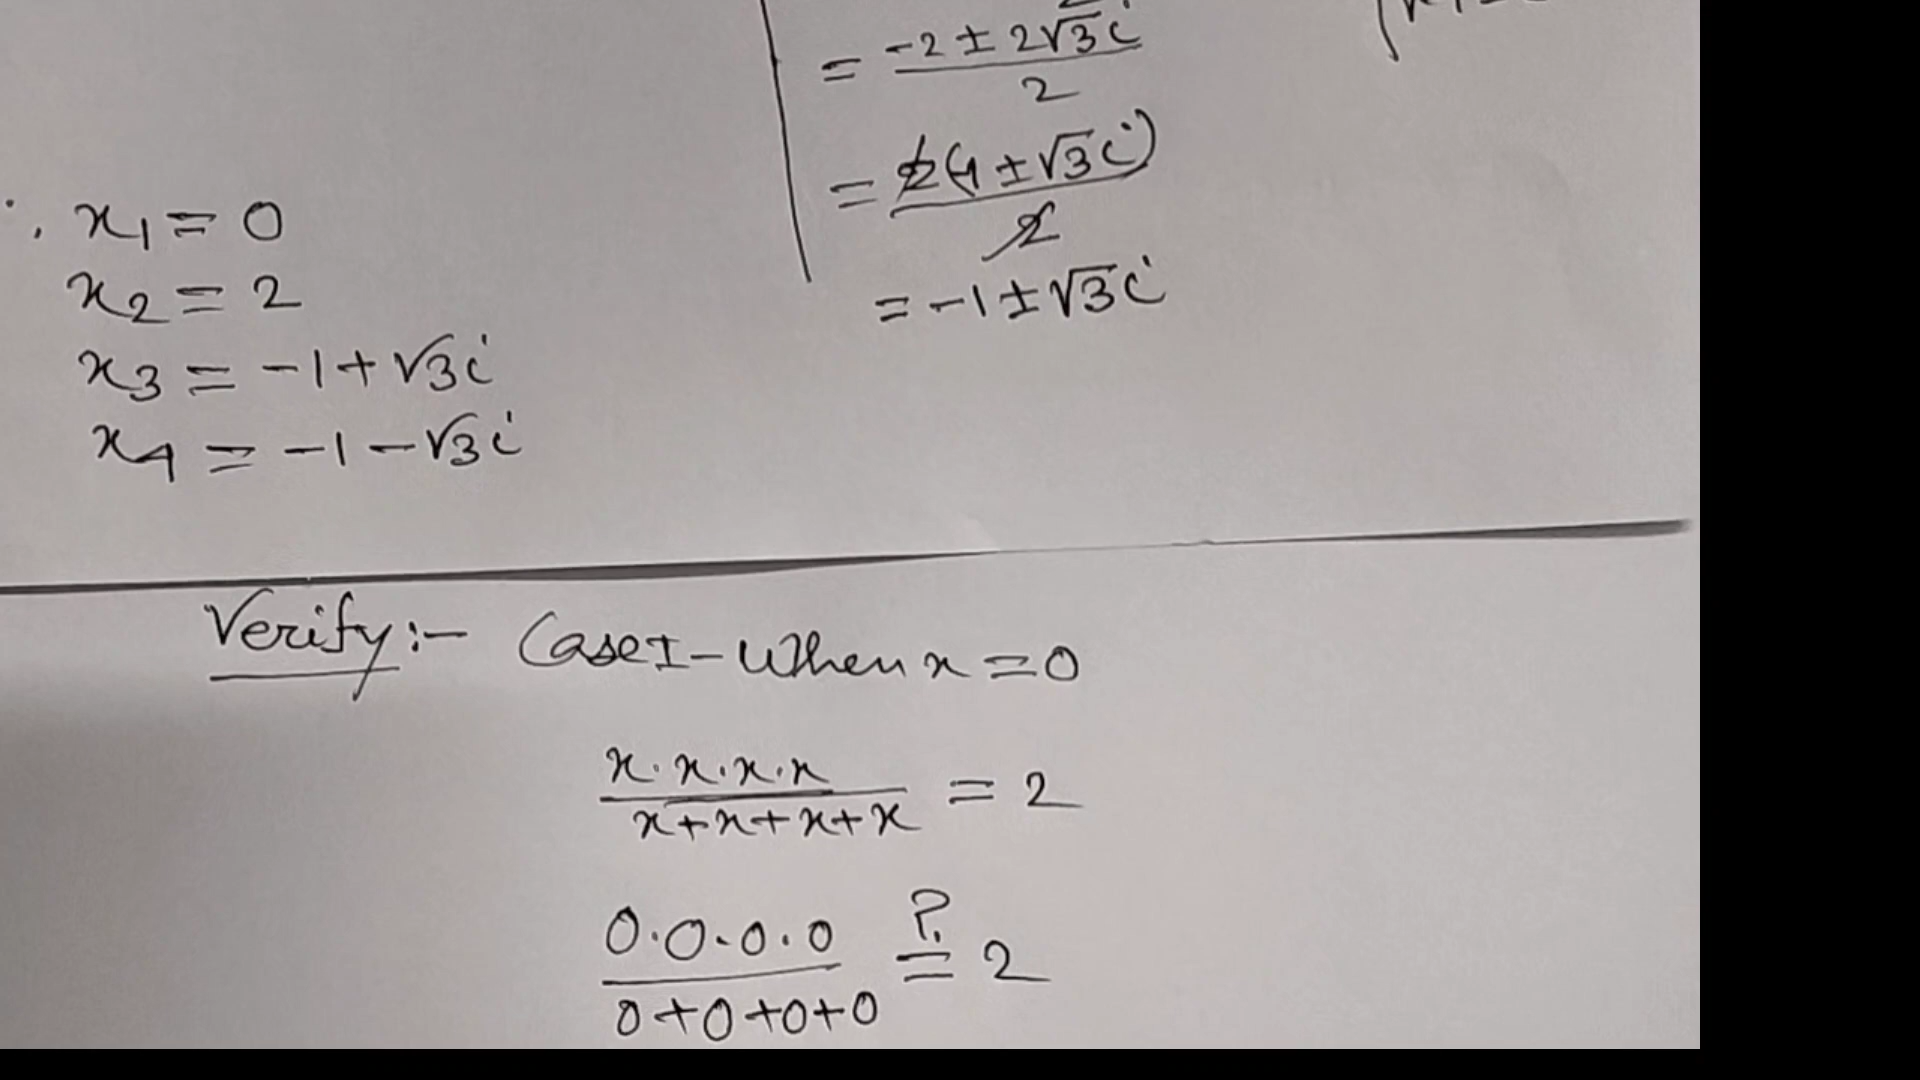 = -2 ± 2√3i / 2
= 2(-1 ± √3i) / 2
= -1 ± √3i
∴ x1 = 0
x2 = 2
x3 = -1 + √3i
x4 = -1 - √3i
Verify:- Case I - When x = 0
x·x·x·x / x+x+x+x = 2
0·0·0·0 / 0+0+0+0 ≟ 2